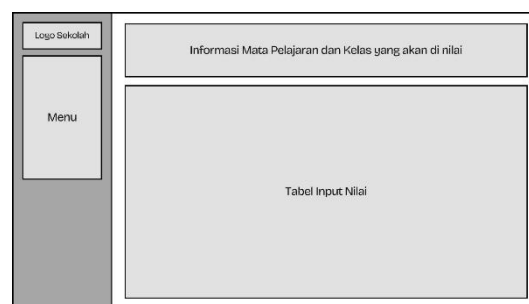 Logo Sekolah
Informasi Mata Pelajaran dan Kelas yang akan di nilai
Menu
Tabel Input Nilai